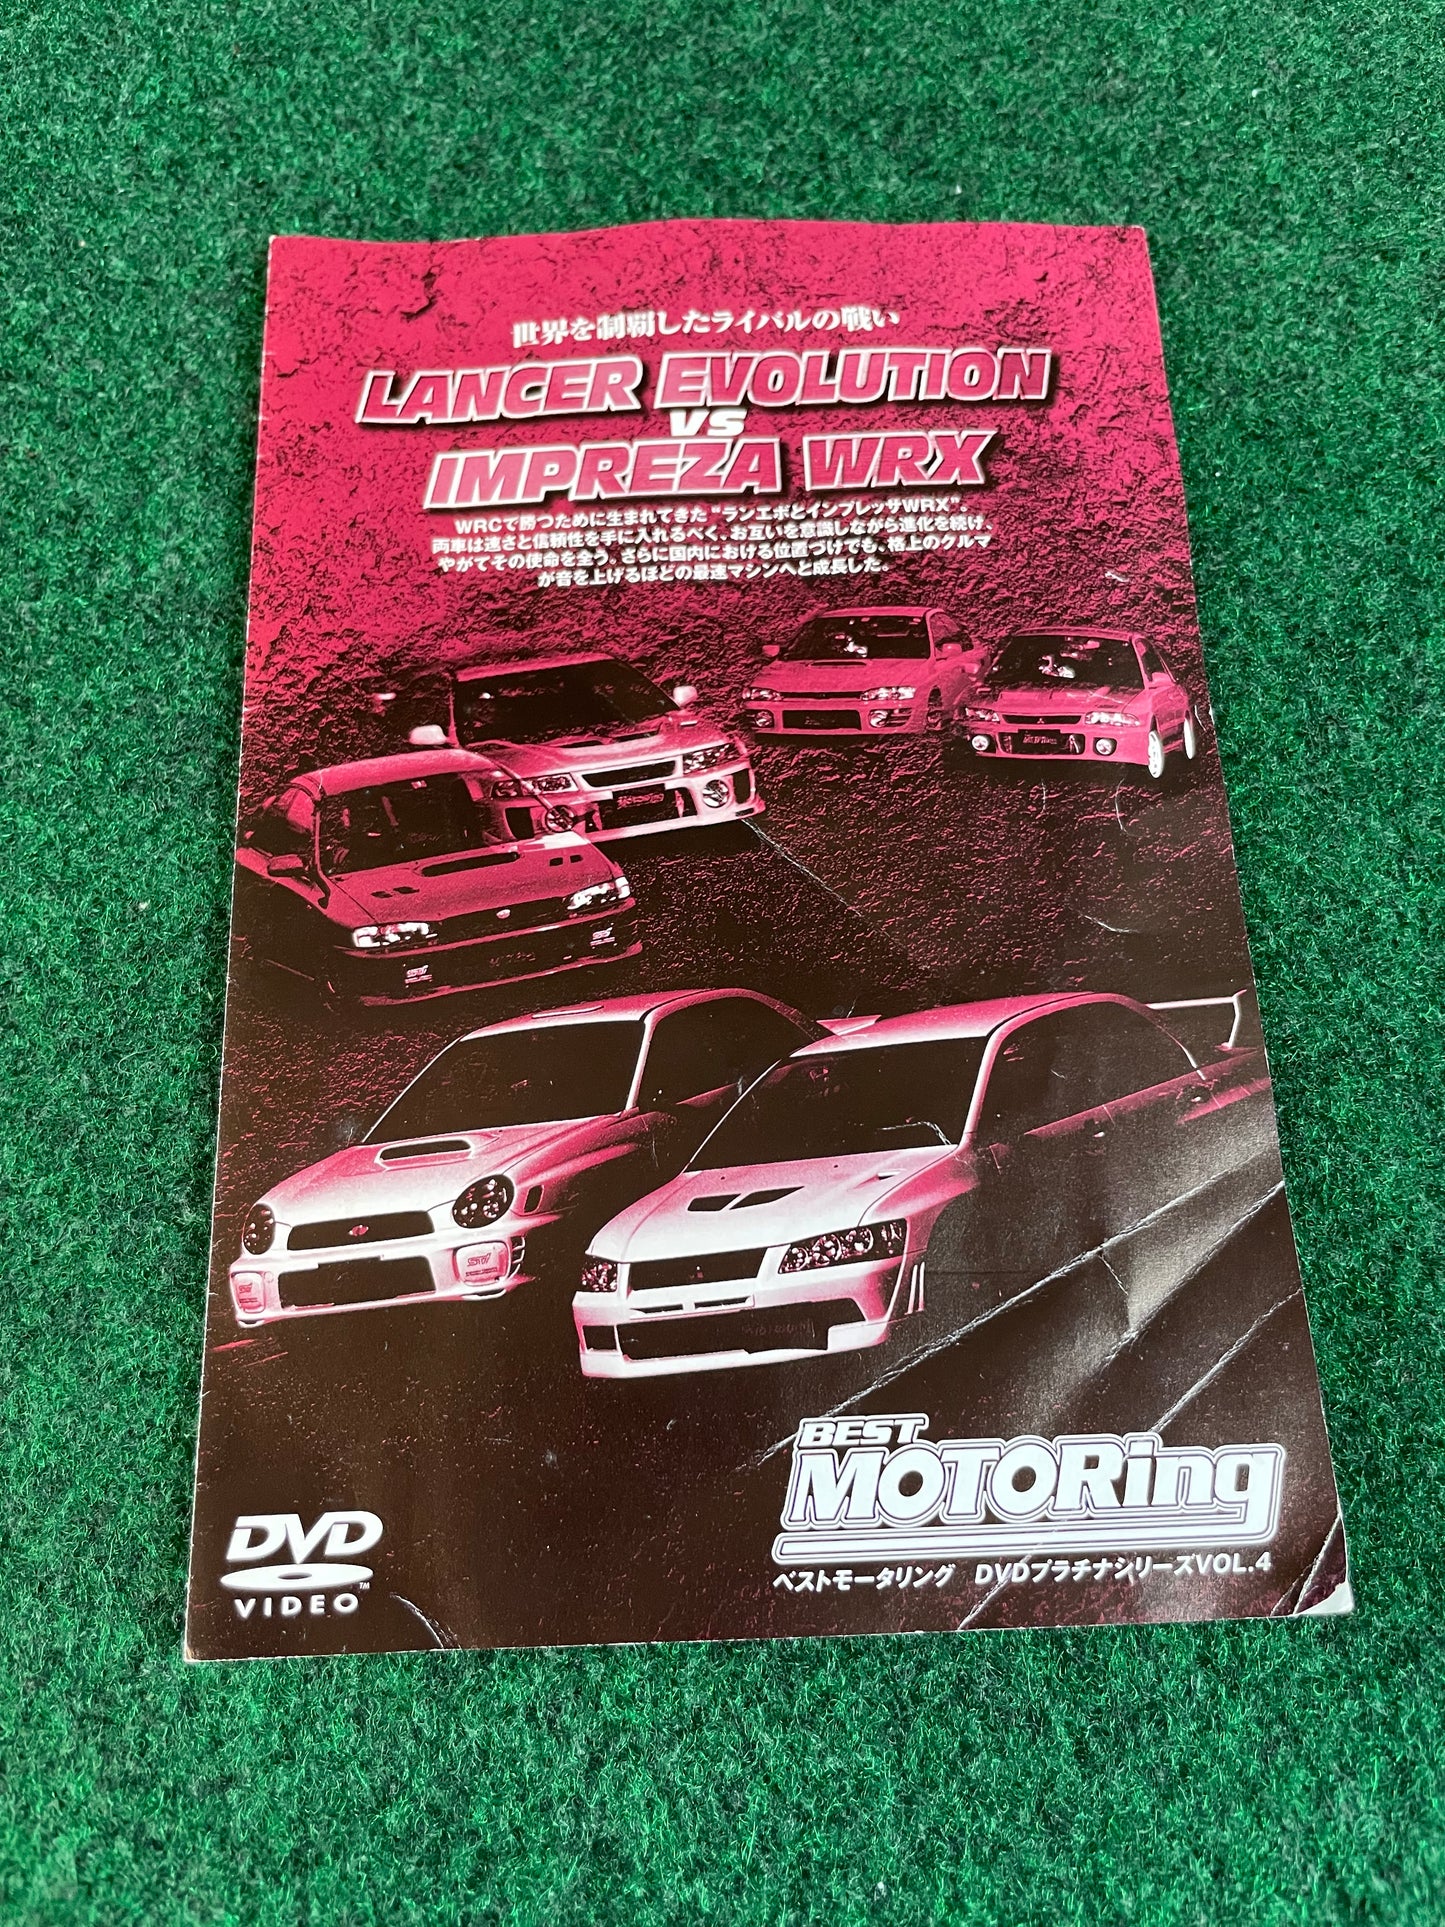 世界を制覇したライバルの戦い
LANCER EVOLUTION
VS
IMPREZA WRX
WRCで勝つために生まれてきた“ランエボとインプレッサWRX”。
両車は速さと信頼性を手に入れるべく、お互いを意識しながら進化を続け、
やがてその使命を全う。さらに国内における位置づけでも、格上のクルマ
が音を上げるほどの最速マシンへと成長した。
STi
STi
STi
STi
BEST
MOTORing
ベストモータリング DVDプラチナシリーズVOL.4
DVD
TM
VIDEO